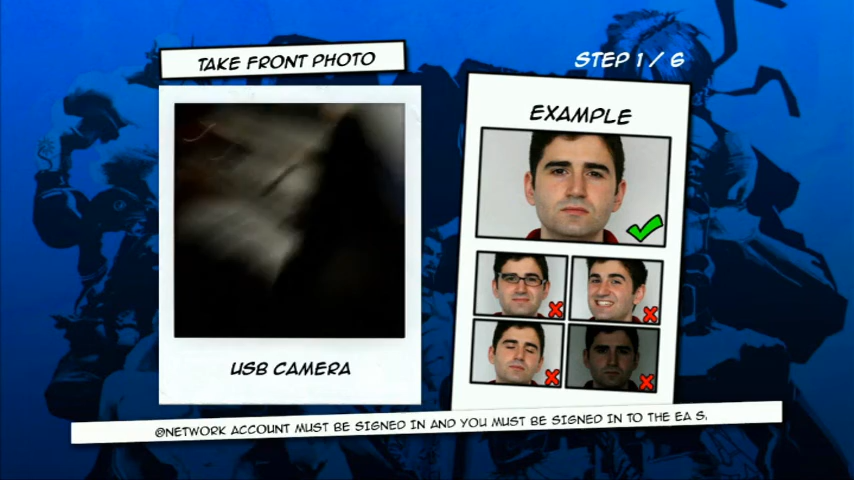 TAKE FRONT PHOTO
STEP 1 / 6
EXAMPLE
USB CAMERA
@NETWORK ACCOUNT MUST BE SIGNED IN AND YOU MUST BE SIGNED IN TO THE EA S,